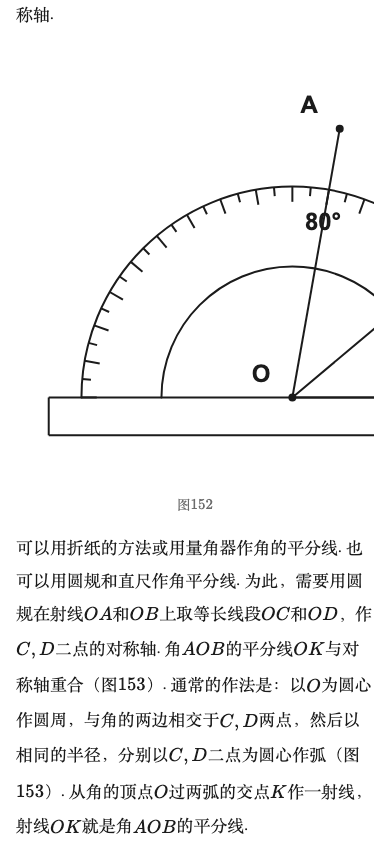 称轴.
A
80°
O
图152
可以用折纸的方法或用量角器作角的平分线. 也
可以用圆规和直尺作角平分线. 为此，需要用圆
规在射线OA和OB上取等长线段OC和OD，作
C, D二点的对称轴. 角AOB的平分线OK与对
称轴重合（图153）. 通常的作法是：以O为圆心
作圆周，与角的两边相交于C, D两点，然后以
相同的半径，分别以C, D二点为圆心作弧（图
153）. 从角的顶点O过两弧的交点K作一射线，
射线OK就是角AOB的平分线.